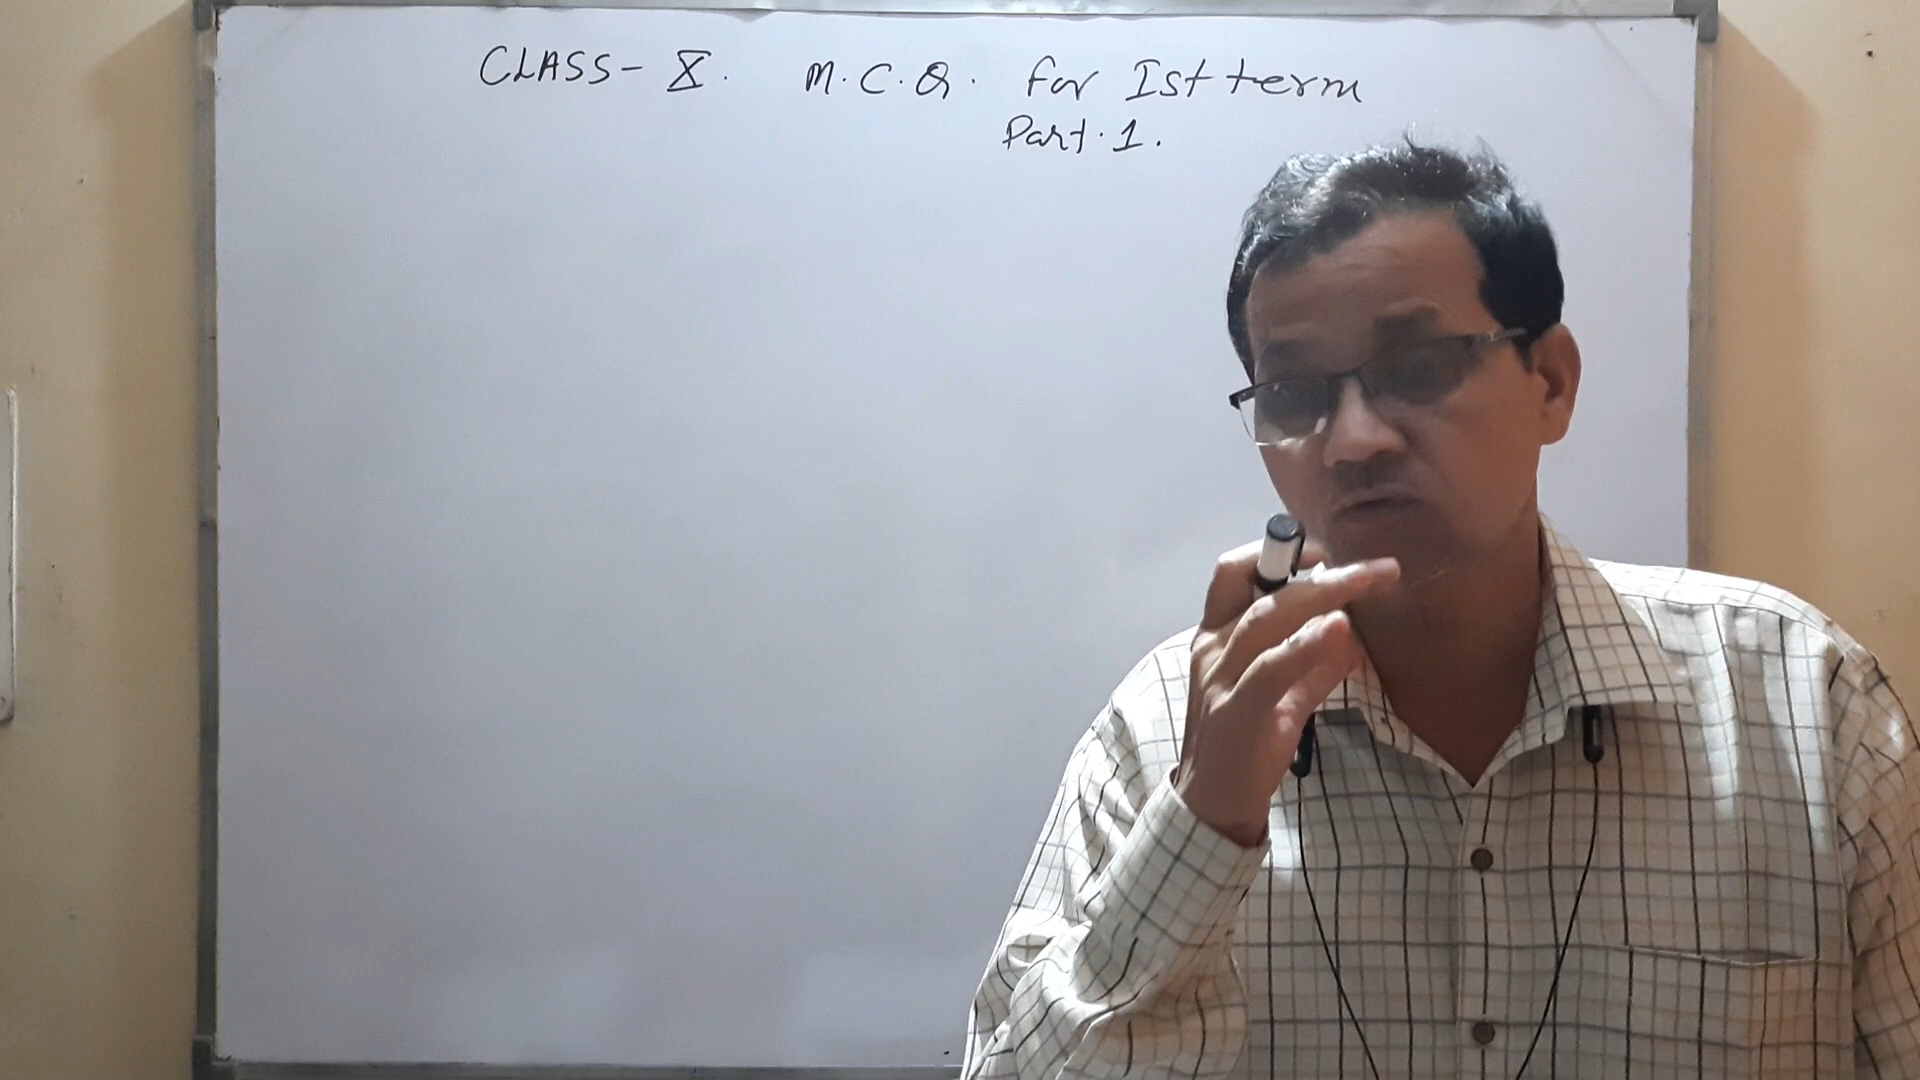 CLASS- X. M.C.Q. for Ist term
Part.1.